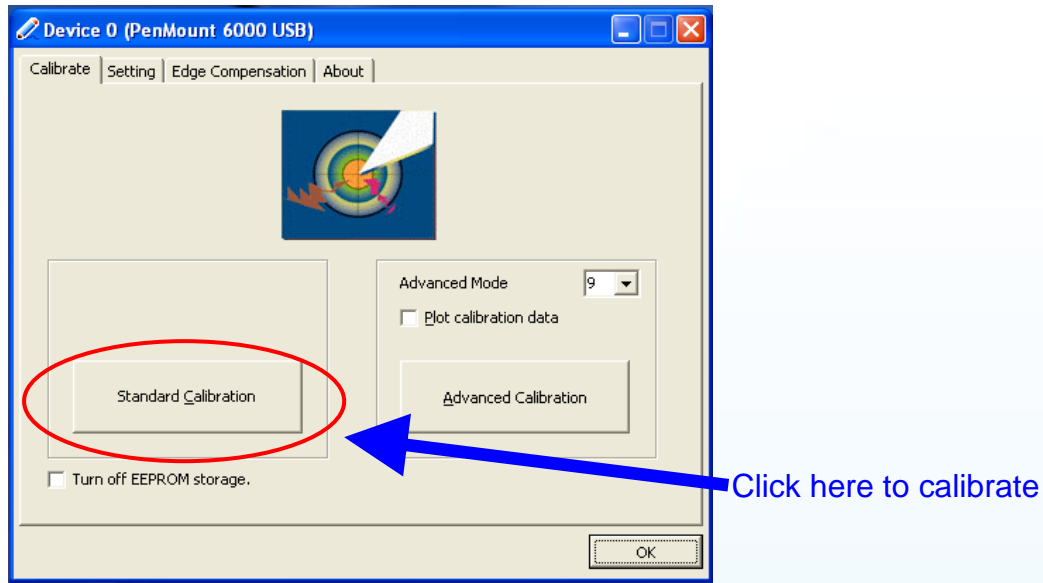 Device 0 (PenMount 6000 USB)
Calibrate Setting Edge Compensation About
Advanced Mode 9
Plot calibration data
Standard Calibration
Advanced Calibration
Turn off EEPROM storage.
Click here to calibrate
OK